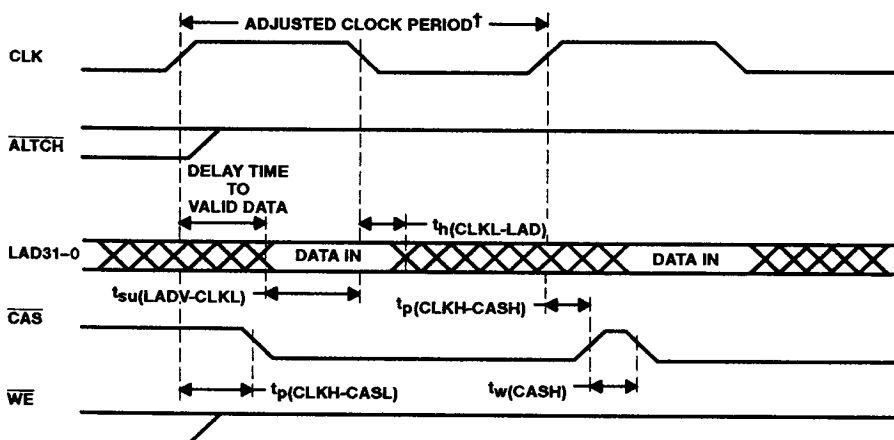 ADJUSTED CLOCK PERIOD†
CLK
ALTCH
DELAY TIME
TO
VALID DATA
th(CLKL-LAD)
LAD31–0
DATA IN
DATA IN
tsu(LADV-CLKL)
tp(CLKH-CASH)
CAS
tp(CLKH-CASL)
tw(CASH)
WE